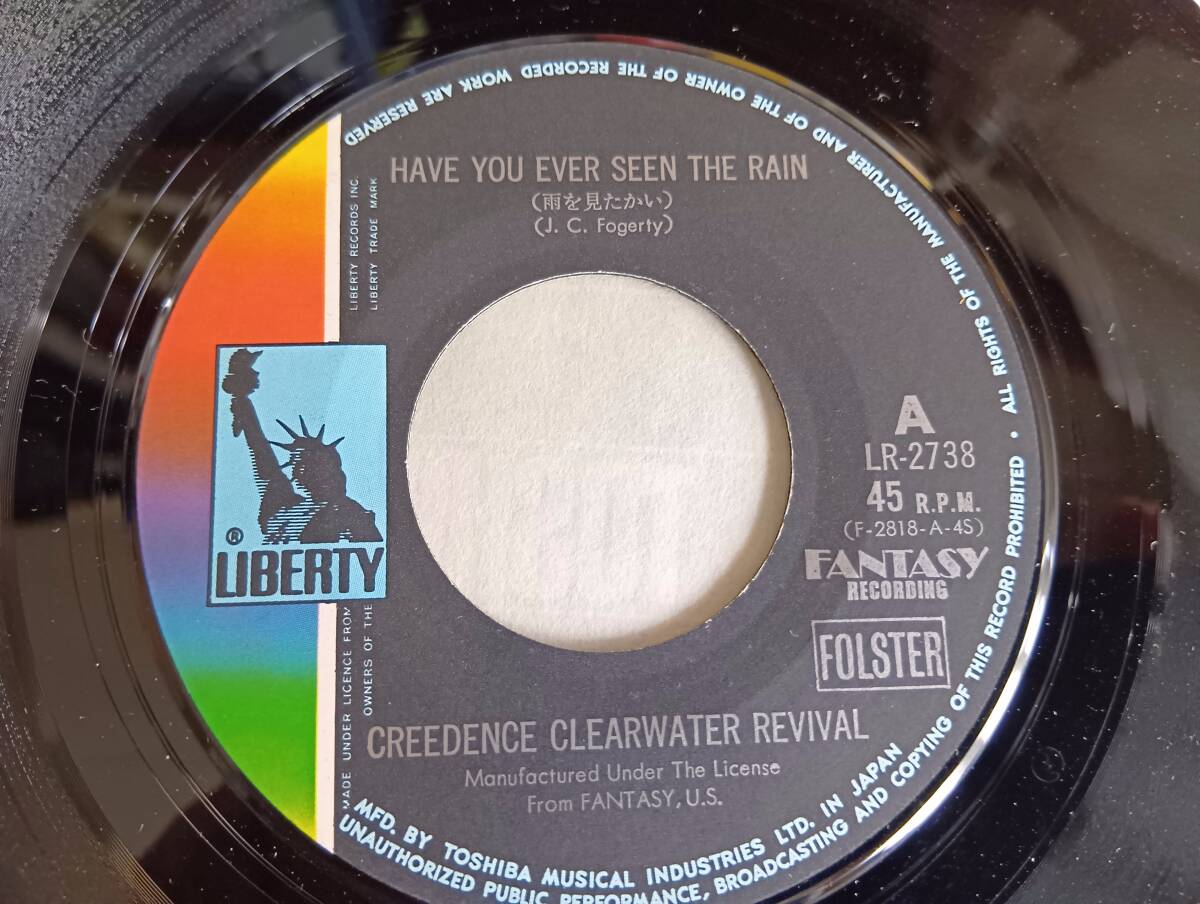 HAVE YOU EVER SEEN THE RAIN
(雨を見たかい)
(J. C. Fogerty)
LIBERTY RECORDS INC.
LIBERTY TRADE MARK
® LIBERTY
MADE UNDER LICENCE FROM
OWNERS OF THE
A
LR-2738
45 R.P.M.
(F-2818-A-4S)
FANTASY
RECORDING
FOLSTER
CREEDENCE CLEARWATER REVIVAL
Manufactured Under The License
From FANTASY, U.S.
MFD. BY TOSHIBA MUSICAL INDUSTRIES LTD. IN JAPAN
UNAUTHORIZED PUBLIC PERFORMANCE, BROADCASTING AND COPYING OF THIS RECORD PROHIBITED • ALL RIGHTS OF THE MANUFACTURER AND OF THE OWNER OF THE RECORDED WORK ARE RESERVED